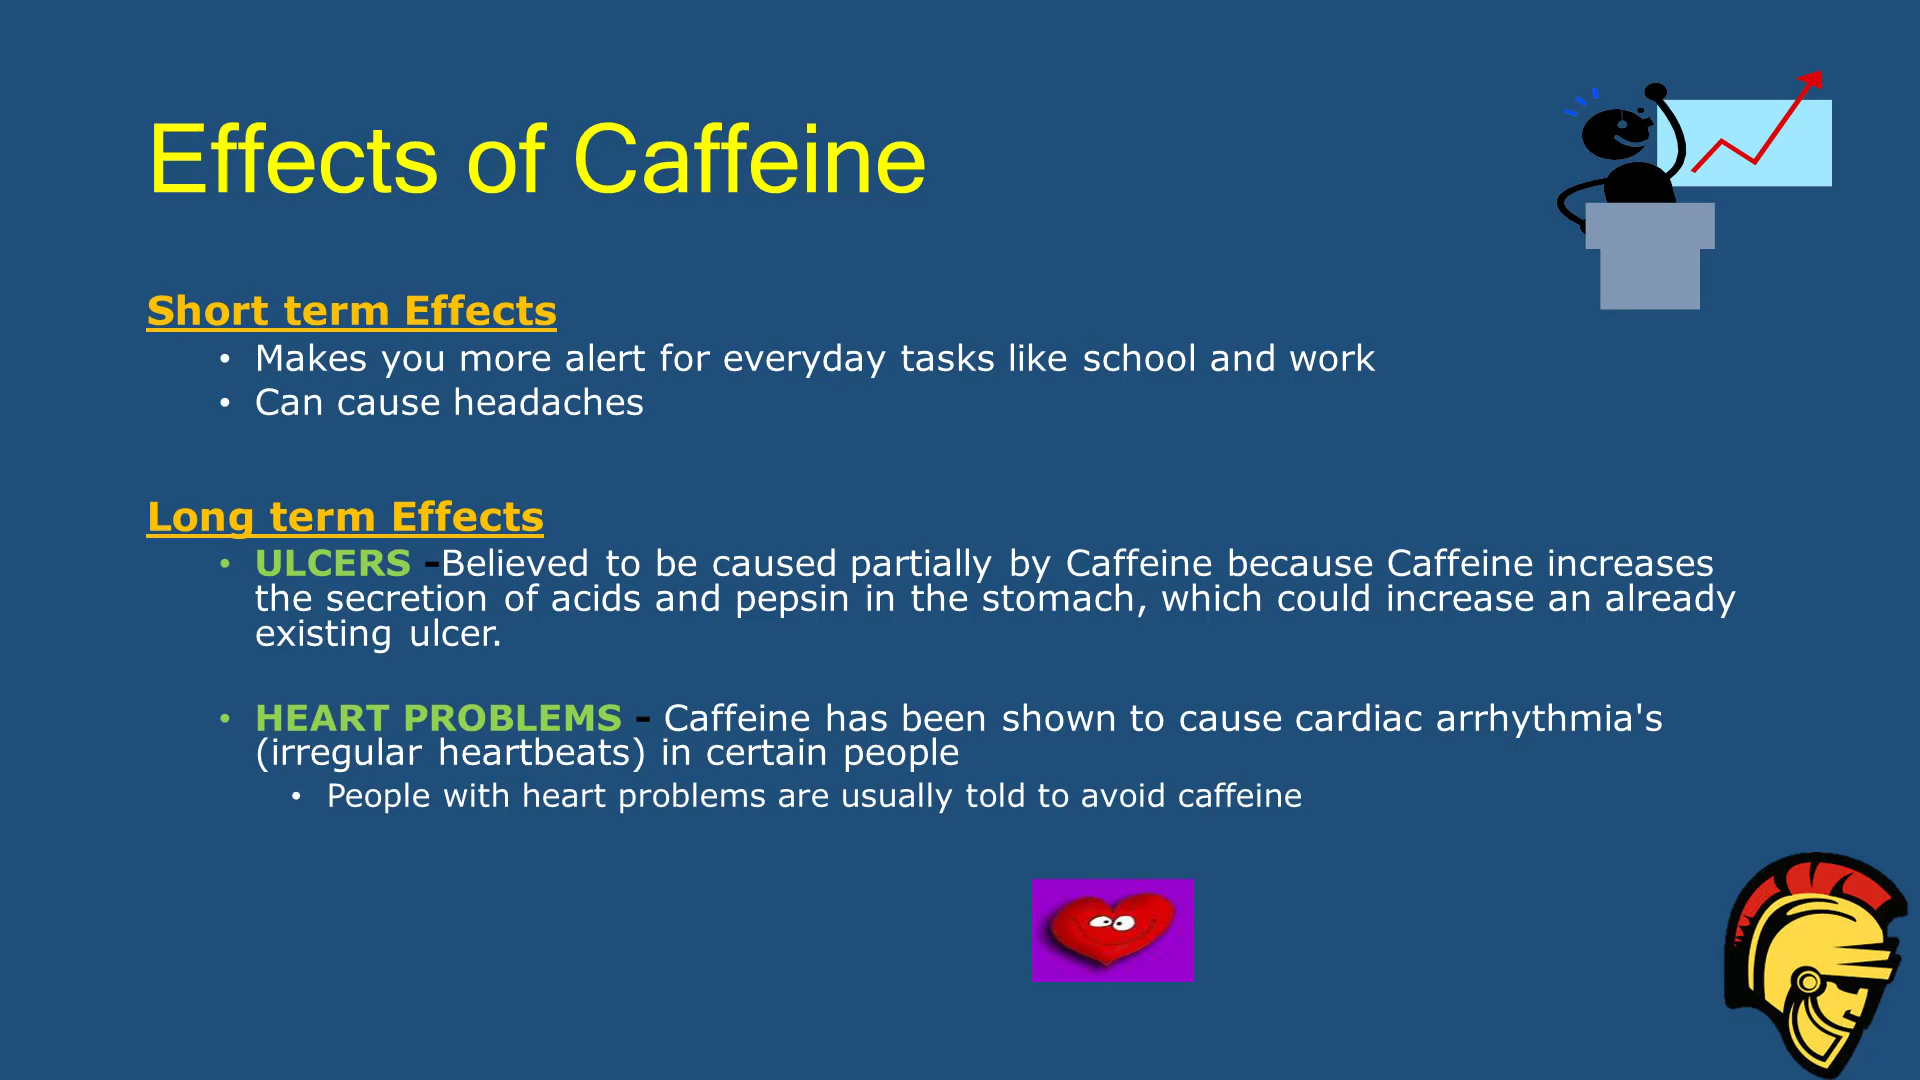 Effects of Caffeine
Short term Effects
• Makes you more alert for everyday tasks like school and work
• Can cause headaches
Long term Effects
• ULCERS -Believed to be caused partially by Caffeine because Caffeine increases
the secretion of acids and pepsin in the stomach, which could increase an already
existing ulcer.
• HEART PROBLEMS - Caffeine has been shown to cause cardiac arrhythmia's
(irregular heartbeats) in certain people
• People with heart problems are usually told to avoid caffeine